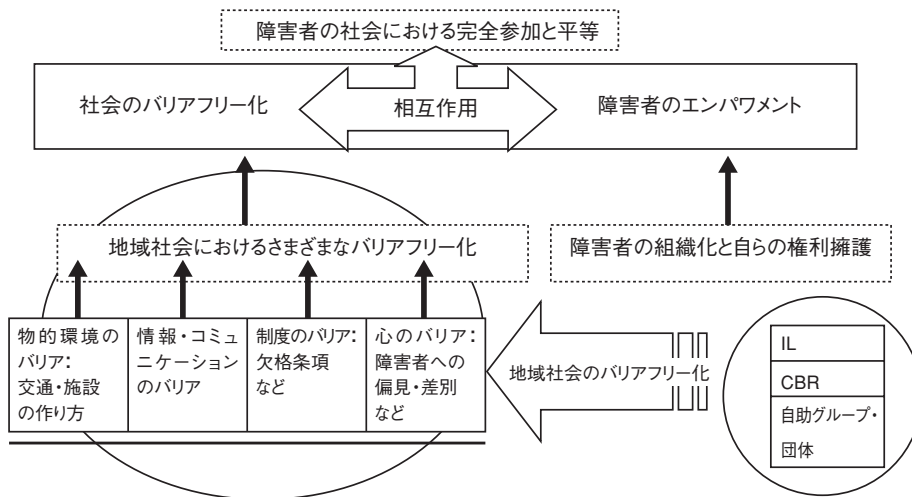 障害者の社会における完全参加と平等
社会のバリアフリー化
相互作用
障害者のエンパワメント
地域社会におけるさまざまなバリアフリー化
障害者の組織化と自らの権利擁護
物的環境の
バリア：
交通・施設
の作り方
情報・コミュ
ニケーション
のバリア
制度のバリア：
欠格条項
など
心のバリア：
障害者への
偏見・差別
など
地域社会のバリアフリー化
IL
CBR
自助グループ・
団体